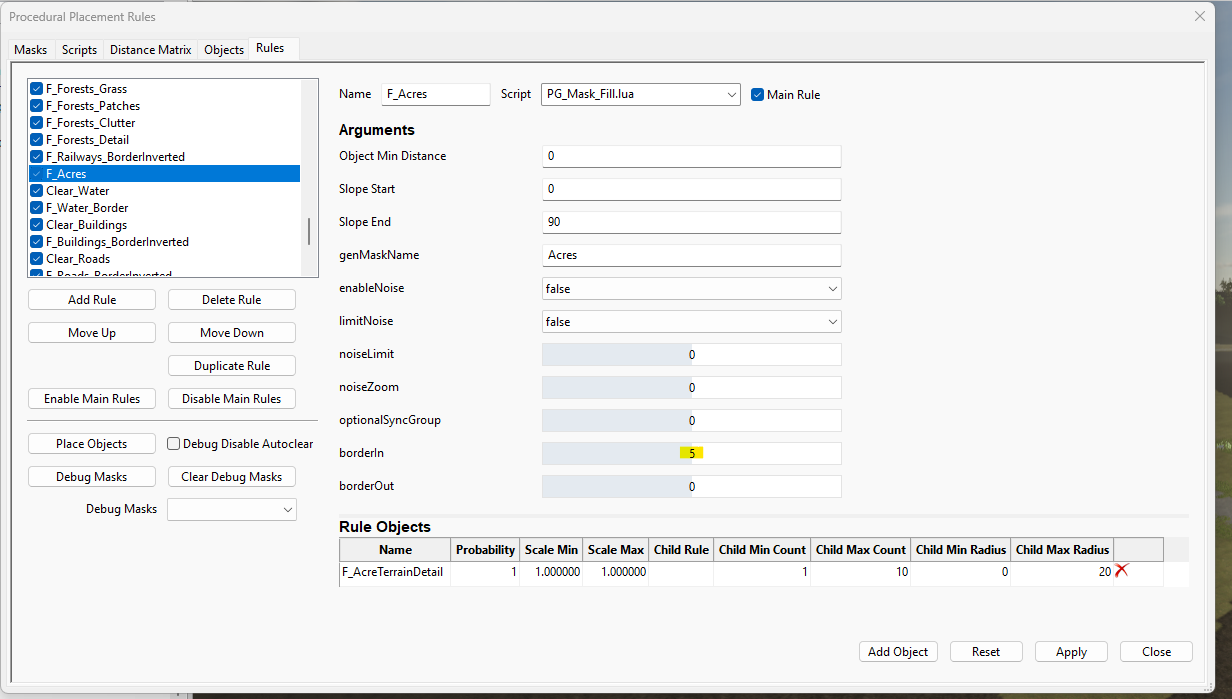 Procedural Placement Rules
Masks Scripts Distance Matrix Objects Rules
F_Forests_Grass
F_Forests_Patches
F_Forests_Clutter
F_Forests_Detail
F_Railways_BorderInverted
F_Acres
Clear_Water
F_Water_Border
Clear_Buildings
F_Buildings_BorderInverted
Clear_Roads
F_Roads_BorderInverted
Add Rule Delete Rule
Move Up Move Down
Duplicate Rule
Enable Main Rules Disable Main Rules
Place Objects Debug Disable Autoclear
Debug Masks Clear Debug Masks
Debug Masks
Name F_Acres Script PG_Mask_Fill.lua Main Rule
Arguments
Object Min Distance 0
Slope Start 0
Slope End 90
genMaskName Acres
enableNoise false
limitNoise false
noiseLimit 0
noiseZoom 0
optionalSyncGroup 0
borderIn 5
borderOut 0
Rule Objects
Name Probability Scale Min Scale Max Child Rule Child Min Count Child Max Count Child Min Radius Child Max Radius
F_AcreTerrainDetail 1 1.000000 1.000000 1 10 0 20
Add Object Reset Apply Close